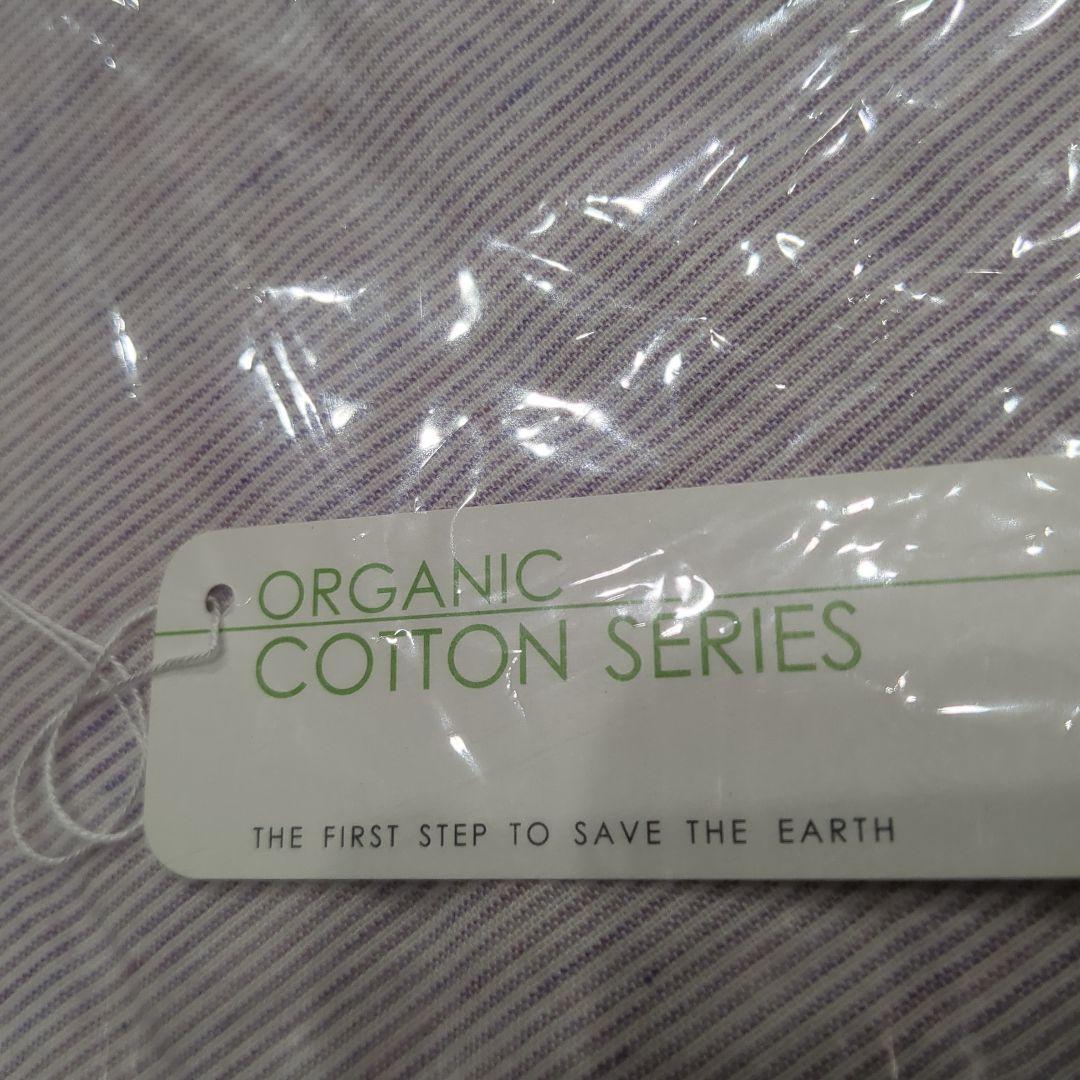 ORGANIC
COTTON SERIES
THE FIRST STEP TO SAVE THE EARTH